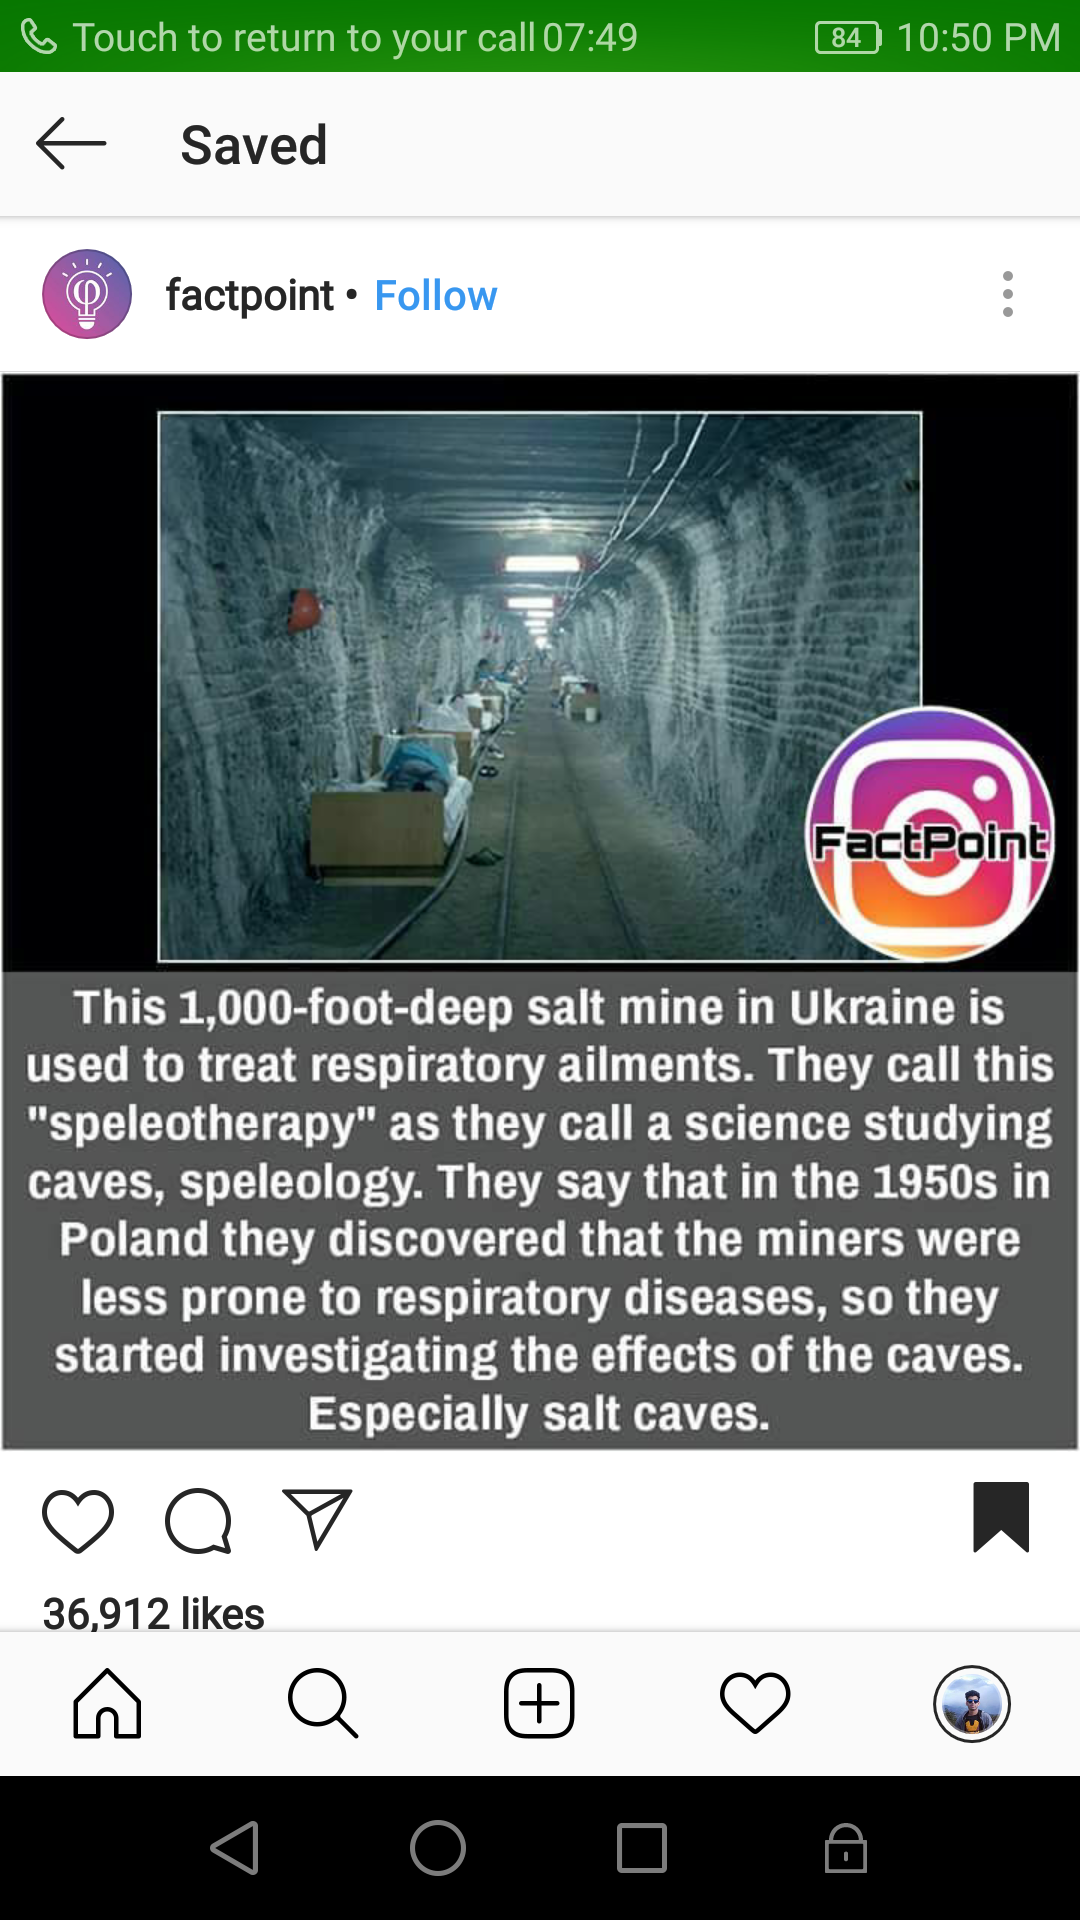 Touch to return to your call 07:49 84 10:50 PM
Saved
factpoint • Follow
FactPoint
This 1,000-foot-deep salt mine in Ukraine is
used to treat respiratory ailments. They call this
"speleotherapy" as they call a science studying
caves, speleology. They say that in the 1950s in
Poland they discovered that the miners were
less prone to respiratory diseases, so they
started investigating the effects of the caves.
Especially salt caves.
36,912 likes